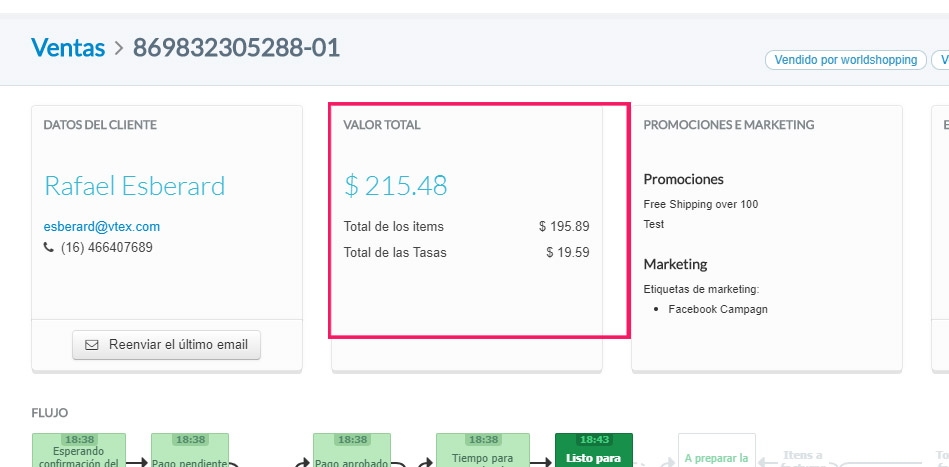 Ventas > 869832305288-01
Vendido por worldshopping
DATOS DEL CLIENTE
Rafael Esberard
esberard@vtex.com
(16) 466407689
Reenviar el último email
VALOR TOTAL
$ 215.48
Total de los items $ 195.89
Total de las Tasas $ 19.59
PROMOCIONES E MARKETING
Promociones
Free Shipping over 100
Test
Marketing
Etiquetas de marketing:
• Facebook Campagn
FLUJO
18:38
Esperando
confirmación del
18:38
Pago pendiente
18:38
Pago aprobado
18:38
Tiempo para
18:43
Listo para
A preparar la
Itens a